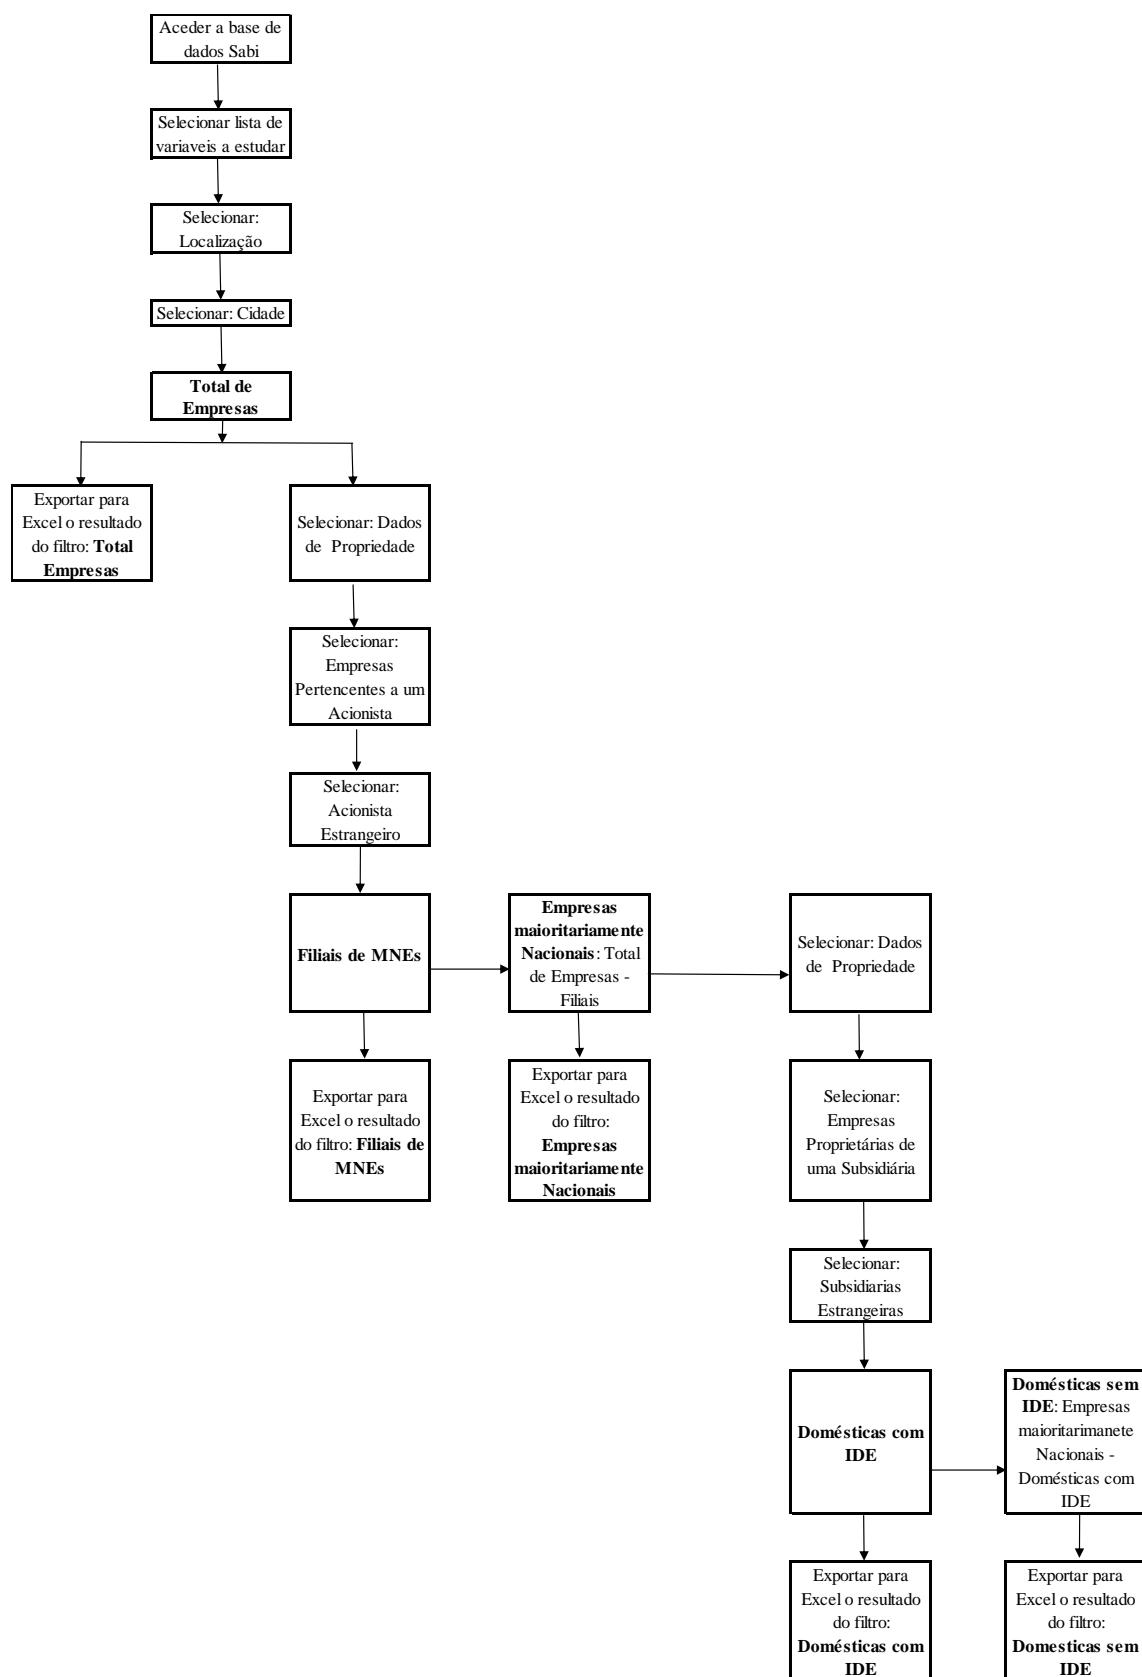 Aceder a base de
dados Sabi
Selecionar lista de
variaveis a estudar
Selecionar:
Localização
Selecionar: Cidade
Total de
Empresas
Exportar para
Excel o resultado
do filtro: Total
Empresas
Selecionar: Dados
de Propriedade
Selecionar:
Empresas
Pertencentes a um
Acionista
Selecionar:
Acionista
Estrangeiro
Filiais de MNEs
Empresas
maioritariamente
Nacionais: Total
de Empresas -
Filiais
Selecionar: Dados
de Propriedade
Exportar para
Excel o resultado
do filtro: Filiais de
MNEs
Exportar para
Excel o resultado
do filtro:
Empresas
maioritariamente
Nacionais
Selecionar:
Empresas
Proprietárias de
uma Subsidiária
Selecionar:
Subsidiarias
Estrangeiras
Domésticas com
IDE
Domésticas sem
IDE: Empresas
maioritarimanete
Nacionais -
Domésticas com
IDE
Exportar para
Excel o resultado
do filtro:
Domésticas com
IDE
Exportar para
Excel o resultado
do filtro:
Domesticas sem
IDE